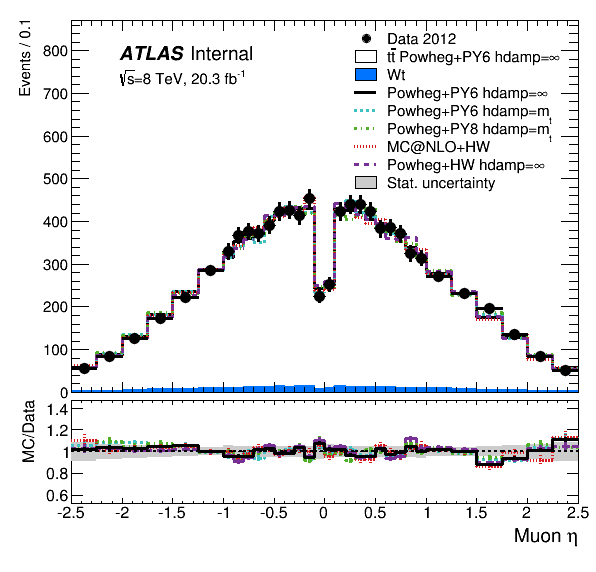 Events / 0.1
800
700
600
500
400
300
200
100
0
ATLAS Internal
√s=8 TeV, 20.3 fb⁻¹
Data 2012
tt̄ Powheg+PY6 hdamp=∞
Wt
Powheg+PY6 hdamp=∞
Powheg+PY6 hdamp=m_t
Powheg+PY8 hdamp=m_t
MC@NLO+HW
Powheg+HW hdamp=∞
Stat. uncertainty
MC/Data
1.4
1.2
1
0.8
0.6
-2.5 -2 -1.5 -1 -0.5 0 0.5 1 1.5 2 2.5
Muon η